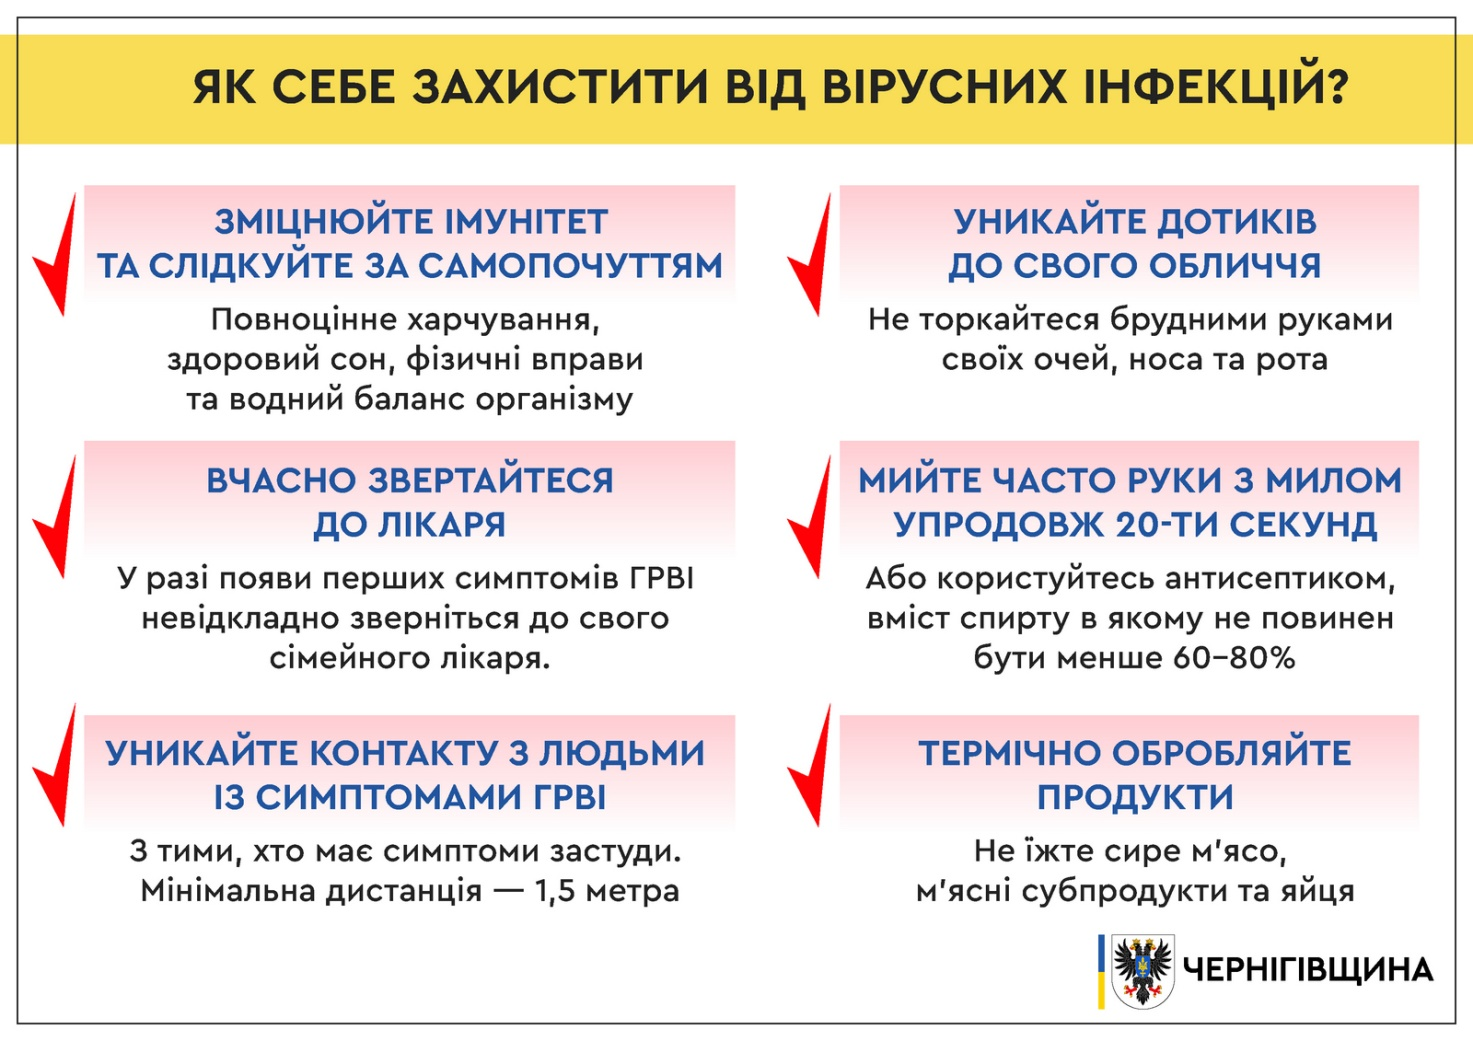 ЯК СЕБЕ ЗАХИСТИТИ ВІД ВІРУСНИХ ІНФЕКЦІЙ?
ЗМІЦНЮЙТЕ ІМУНІТЕТ
ТА СЛІДКУЙТЕ ЗА САМОПОЧУТТЯМ
Повноцінне харчування,
здоровий сон, фізичні вправи
та водний баланс організму
ВЧАСНО ЗВЕРТАЙТЕСЯ
ДО ЛІКАРЯ
У разі появи перших симптомів ГРВІ
невідкладно зверніться до свого
сімейного лікаря.
УНИКАЙТЕ КОНТАКТУ З ЛЮДЬМИ
ІЗ СИМПТОМАМИ ГРВІ
З тими, хто має симптоми застуди.
Мінімальна дистанція — 1,5 метра
УНИКАЙТЕ ДОТИКІВ
ДО СВОГО ОБЛИЧЧЯ
Не торкайтеся брудними руками
своїх очей, носа та рота
МИЙТЕ ЧАСТО РУКИ З МИЛОМ
УПРОДОВЖ 20-ТИ СЕКУНД
Або користуйтесь антисептиком,
вміст спирту в якому не повинен
бути менше 60–80%
ТЕРМІЧНО ОБРОБЛЯЙТЕ
ПРОДУКТИ
Не їжте сире м'ясо,
м'ясні субпродукти та яйця
ЧЕРНІГІВЩИНА